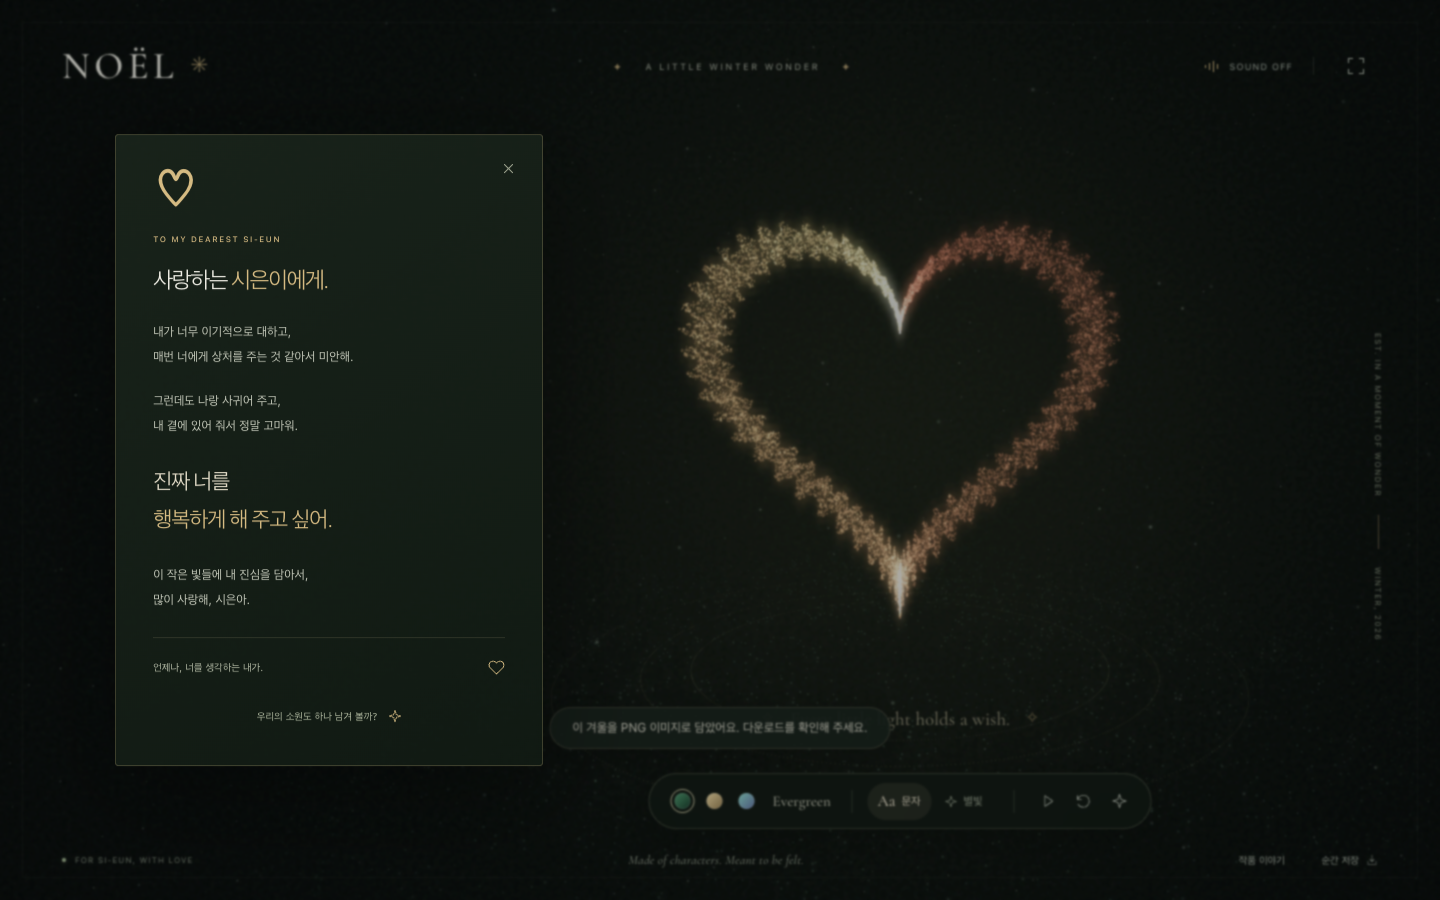 NOËL
A LITTLE WINTER WONDER
SOUND OFF
TO MY DEAREST SI-EUN
사랑하는 시은이에게.
내가 너무 이기적으로 대하고,
매번 너에게 상처를 주는 것 같아서 미안해.
그런데도 나랑 사귀어 주고,
내 곁에 있어 줘서 정말 고마워.
진짜 너를
행복하게 해 주고 싶어.
이 작은 빛들에 내 진심을 담아서,
많이 사랑해, 시은아.
언제나, 너를 생각하는 내가.
우리의 소원도 하나 남겨 볼까?
EST. IN A MOMENT OF WONDER
WINTER, 2026
holds a wish.
이 겨울을 PNG 이미지로 담았어요. 다운로드를 확인해 주세요.
Evergreen
Aa 문자
별빛
FOR SI-EUN, WITH LOVE
Made of characters. Meant to be felt.
작품 이야기
순간 저장